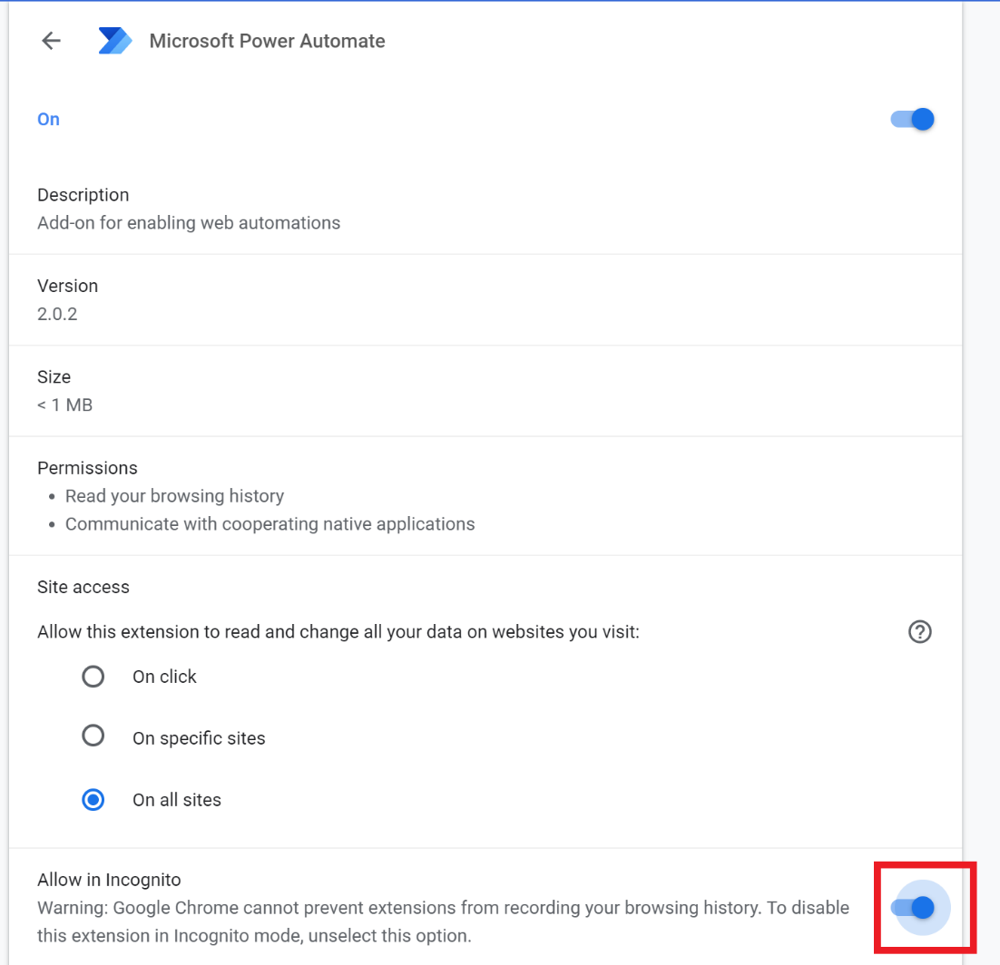 Microsoft Power Automate
On
Description
Add-on for enabling web automations
Version
2.0.2
Size
< 1 MB
Permissions
• Read your browsing history
• Communicate with cooperating native applications
Site access
Allow this extension to read and change all your data on websites you visit:
On click
On specific sites
On all sites
Allow in Incognito
Warning: Google Chrome cannot prevent extensions from recording your browsing history. To disable
this extension in Incognito mode, unselect this option.